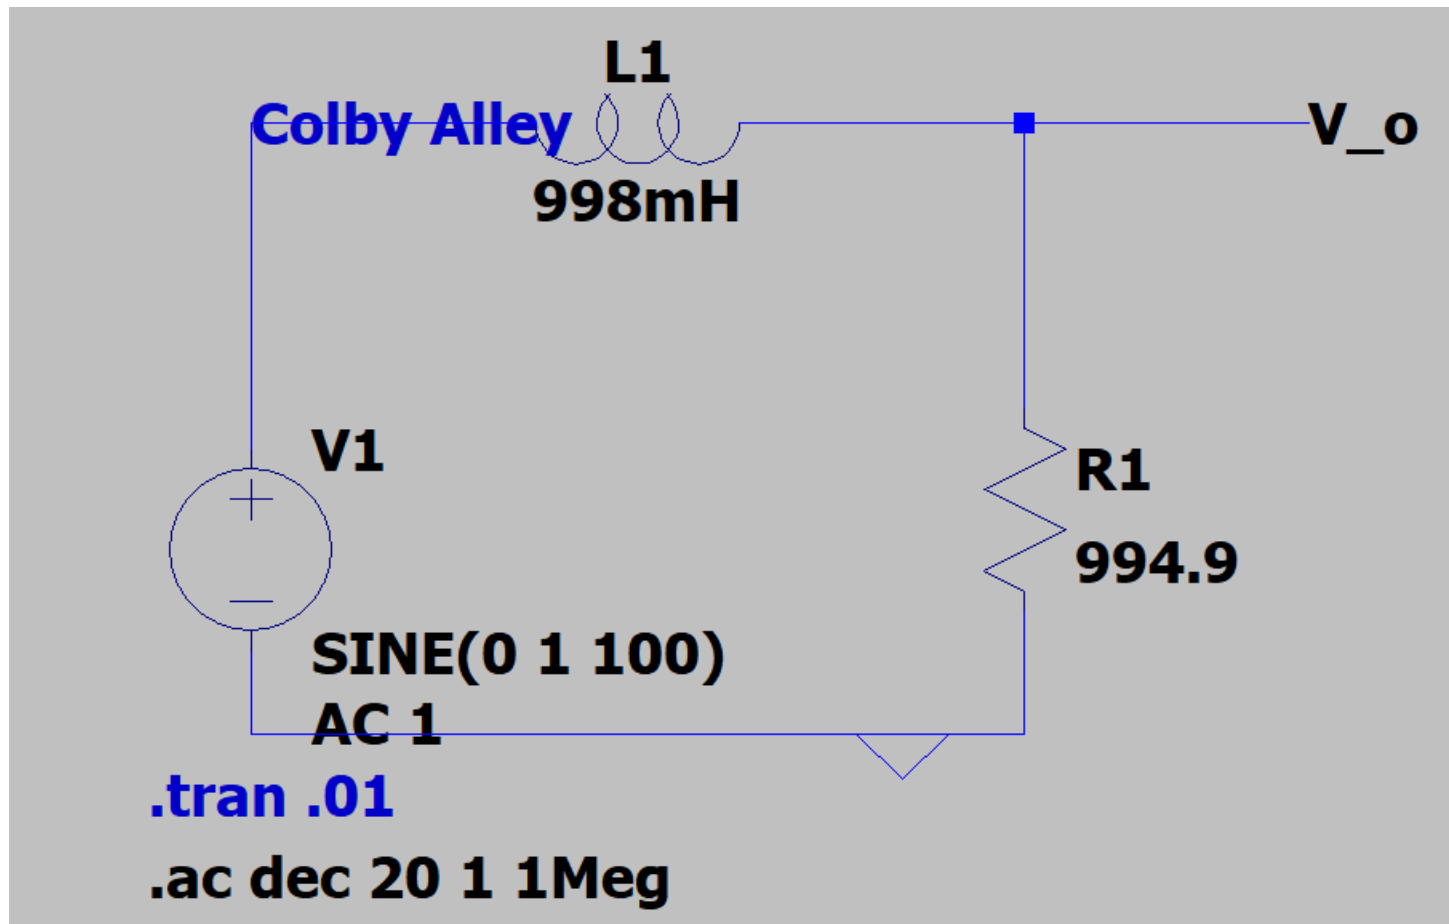 L1
Colby Alley
V_o
998mH
V1
R1
994.9
SINE(0 1 100)
AC 1
.tran .01
.ac dec 20 1 1Meg